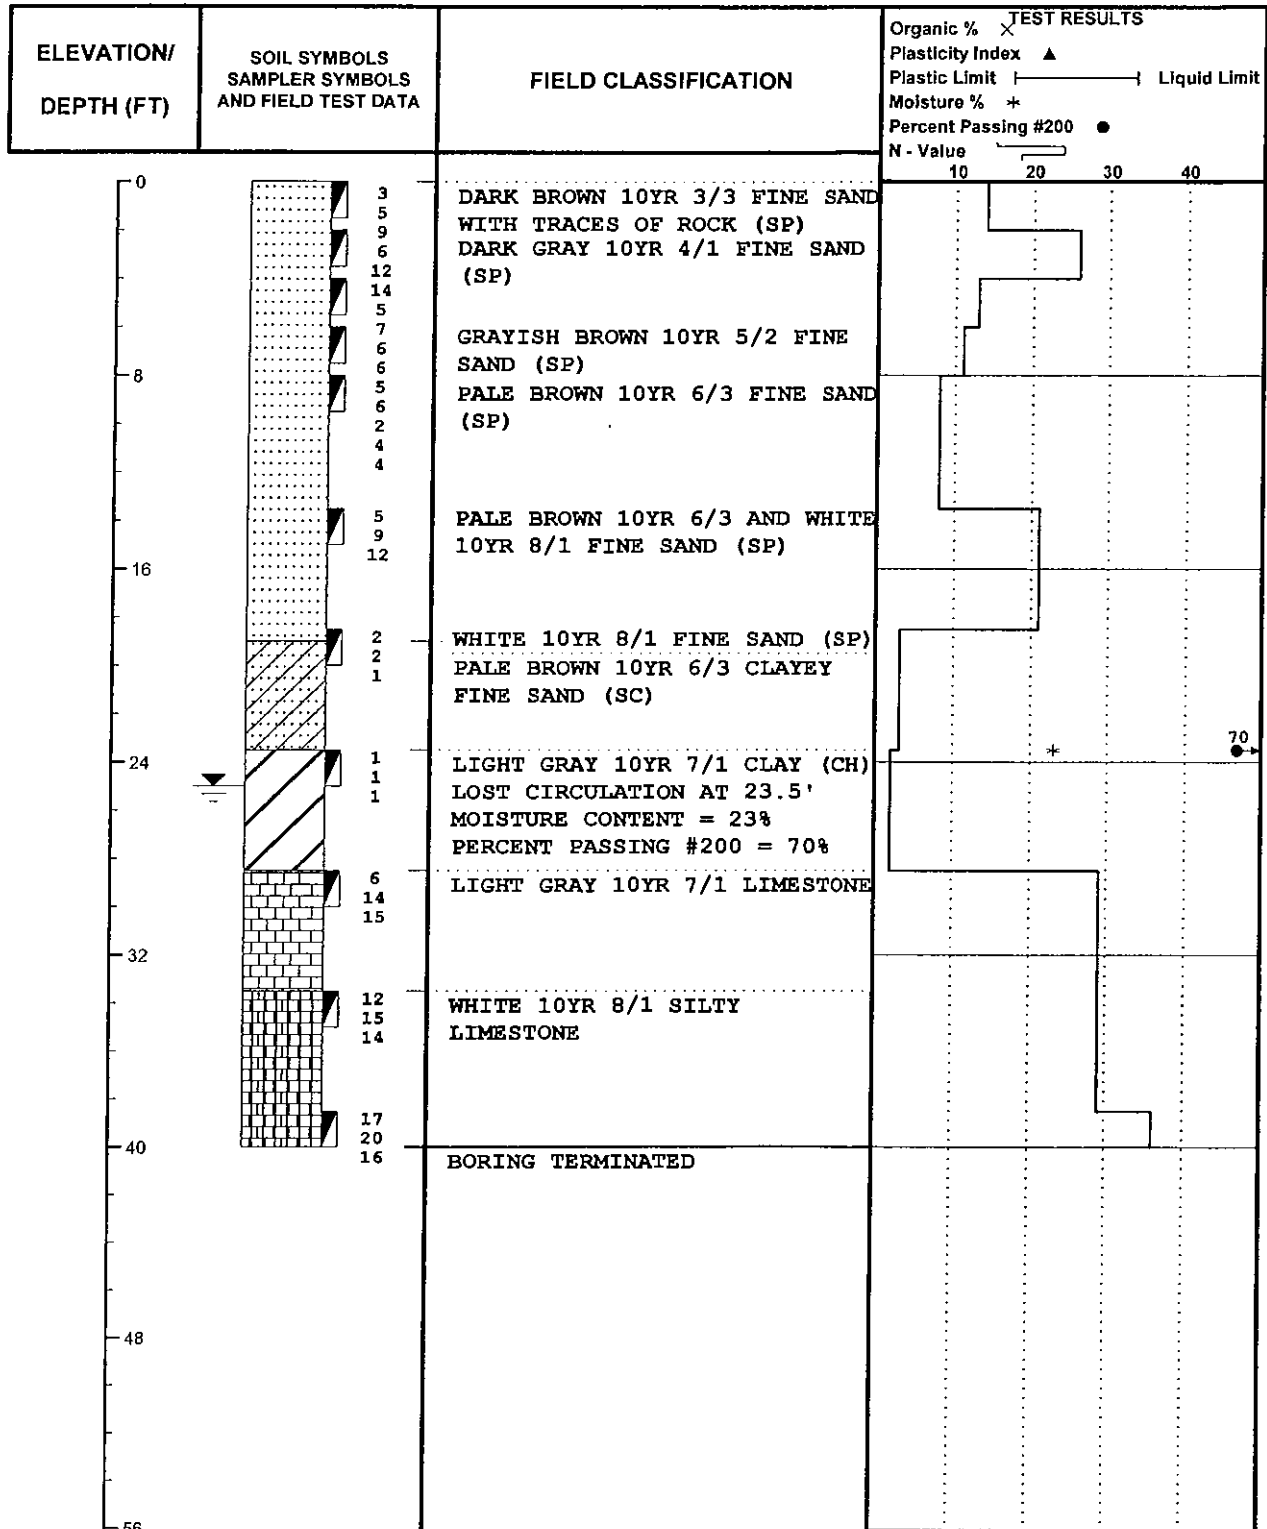 ELEVATION/
DEPTH (FT)
SOIL SYMBOLS
SAMPLER SYMBOLS
AND FIELD TEST DATA
FIELD CLASSIFICATION
TEST RESULTS
Organic % ×
Plasticity Index ▲
Plastic Limit Liquid Limit
Moisture % *
Percent Passing #200 ●
N - Value
10 20 30 40
0
3
5
9
DARK BROWN 10YR 3/3 FINE SAND
WITH TRACES OF ROCK (SP)
6
12
14
DARK GRAY 10YR 4/1 FINE SAND
(SP)
5
7
6
GRAYISH BROWN 10YR 5/2 FINE
SAND (SP)
6
5
6
8
PALE BROWN 10YR 6/3 FINE SAND
(SP)
2
4
4
5
9
12
PALE BROWN 10YR 6/3 AND WHITE
10YR 8/1 FINE SAND (SP)
16
2
2
1
WHITE 10YR 8/1 FINE SAND (SP)
PALE BROWN 10YR 6/3 CLAYEY
FINE SAND (SC)
70
24
1
1
1
LIGHT GRAY 10YR 7/1 CLAY (CH)
LOST CIRCULATION AT 23.5'
MOISTURE CONTENT = 23%
PERCENT PASSING #200 = 70%
6
14
15
LIGHT GRAY 10YR 7/1 LIMESTONE
32
12
15
14
WHITE 10YR 8/1 SILTY
LIMESTONE
17
20
16
40
BORING TERMINATED
48
56